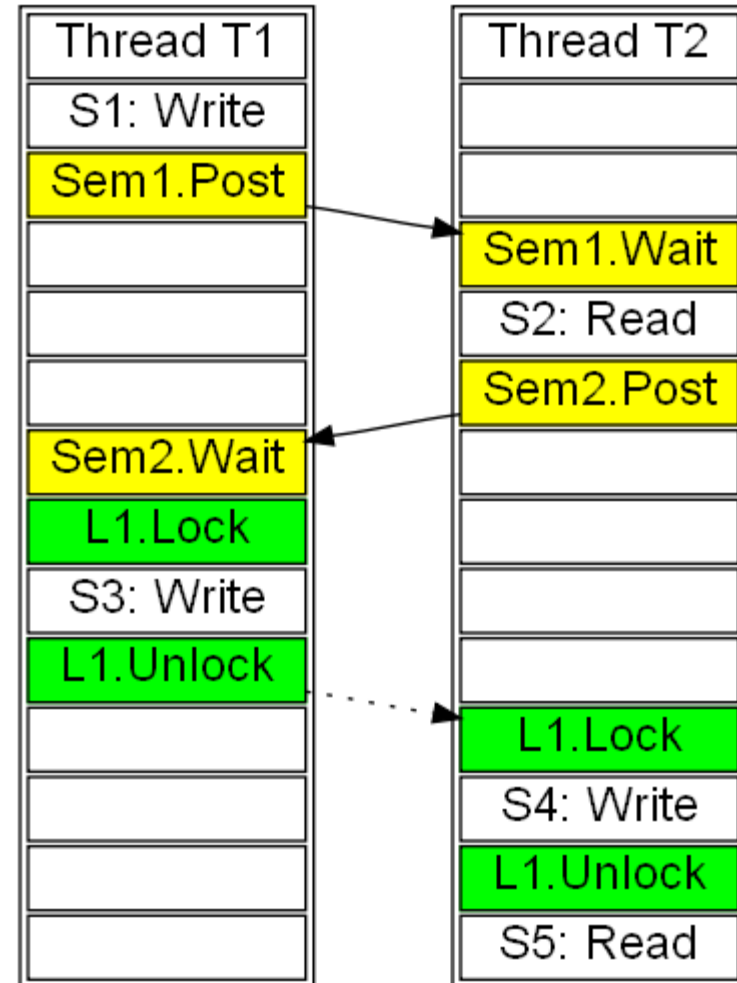 Thread T1
S1: Write
Sem1.Post
Sem2.Wait
L1.Lock
S3: Write
L1.Unlock
Thread T2
Sem1.Wait
S2: Read
Sem2.Post
L1.Lock
S4: Write
L1.Unlock
S5: Read